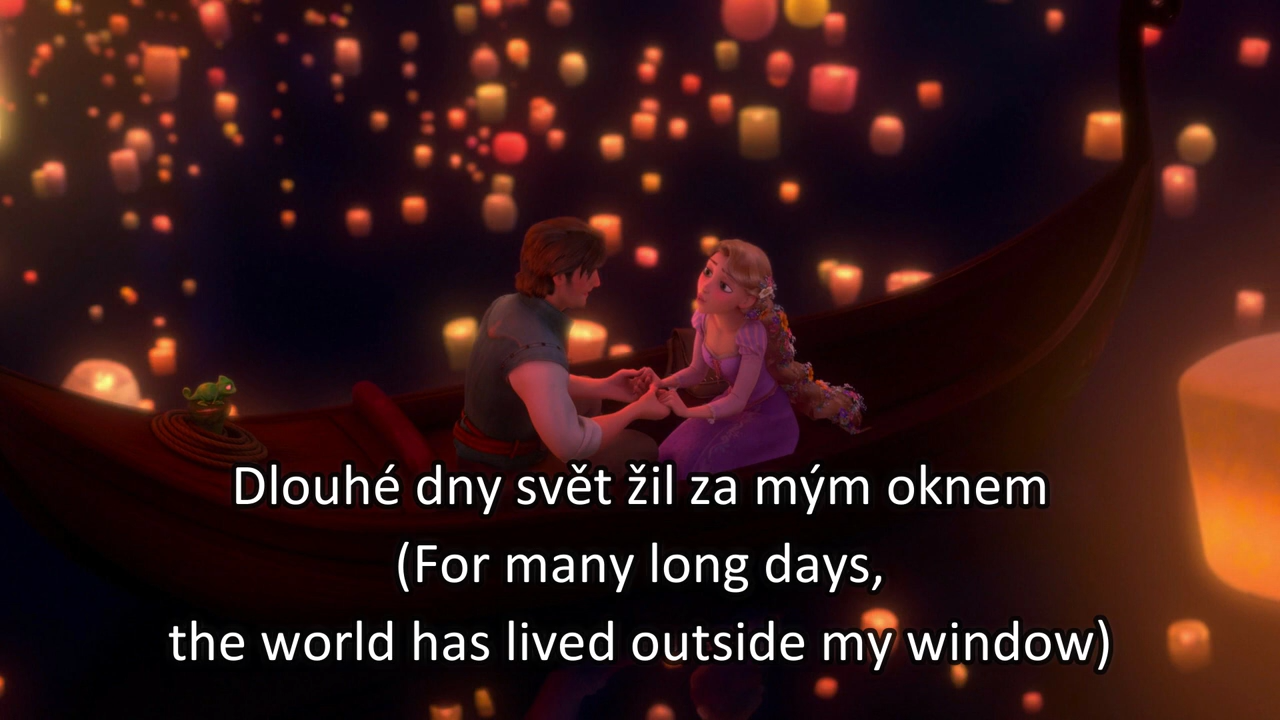 Dlouhé dny svět žil za mým oknem
(For many long days,
the world has lived outside my window)